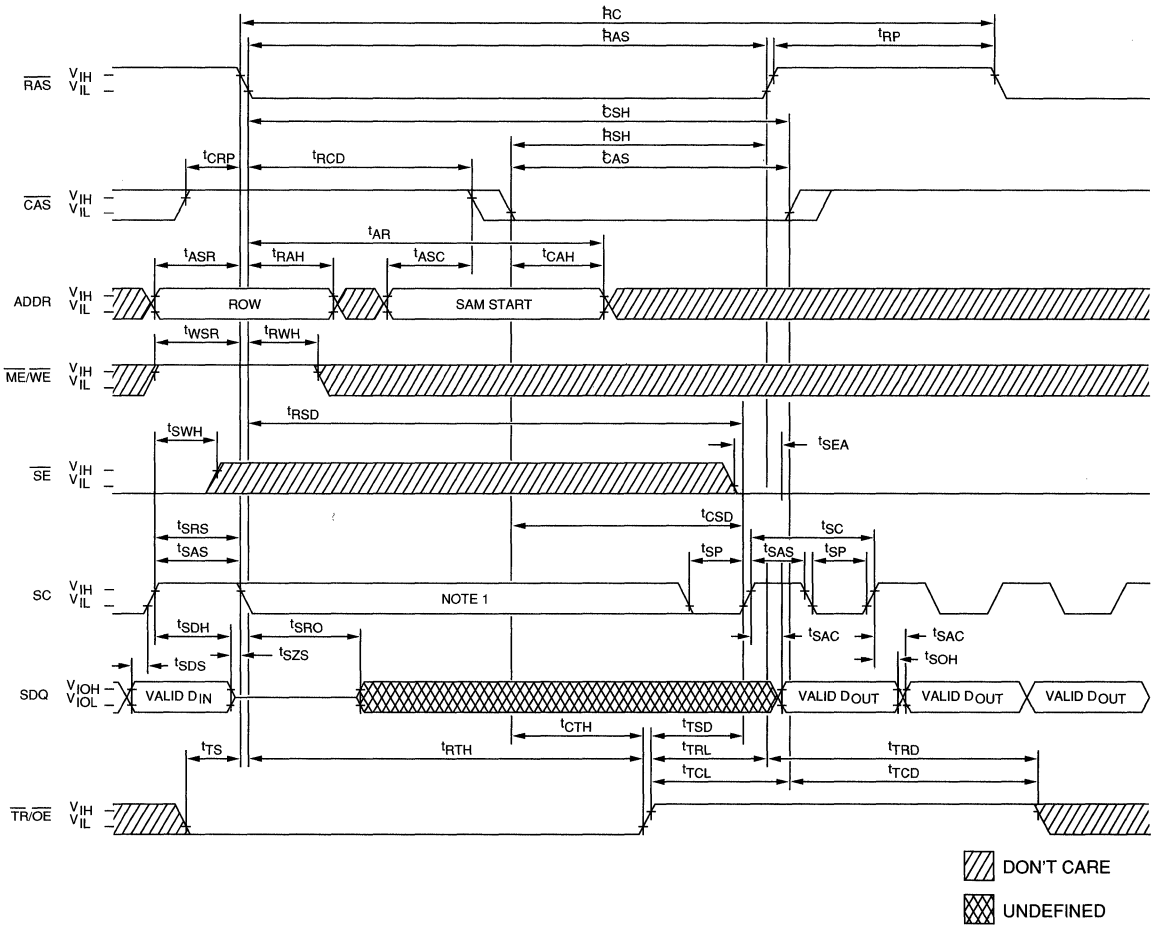 tRC
tRAS
tRP
RAS VIH
VIL
tCSH
tRSH
tCRP
tRCD
tCAS
CAS VIH
VIL
tAR
tASR
tRAH
tASC
tCAH
ADDR VIH
VIL
ROW
SAM START
tWSR
tRWH
ME/WE VIH
VIL
tRSD
tSWH
tSEA
SE VIH
VIL
tSRS
tCSD
tSC
tSAS
tSP
tSAS
tSP
SC VIH
VIL
NOTE 1
tSDH
tSRO
tSAC
tSAC
tSDS
tSZS
tSOH
SDQ VIOH
VIOL
VALID DIN
VALID DOUT
VALID DOUT
VALID DOUT
tCTH
tTSD
tTS
tRTH
tTRL
tTRD
tTCL
tTCD
TR/OE VIH
VIL
DON'T CARE
UNDEFINED